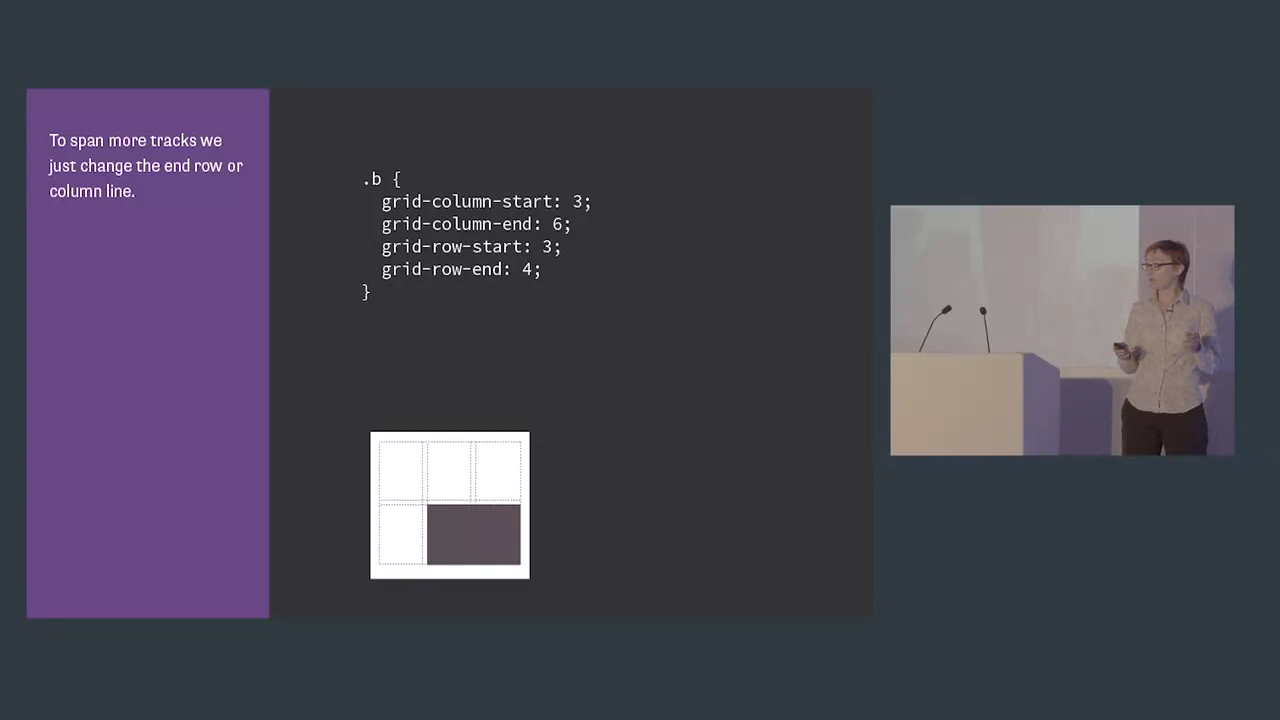 To span more tracks we
just change the end row or
column line.
.b {
grid-column-start: 3;
grid-column-end: 6;
grid-row-start: 3;
grid-row-end: 4;
}